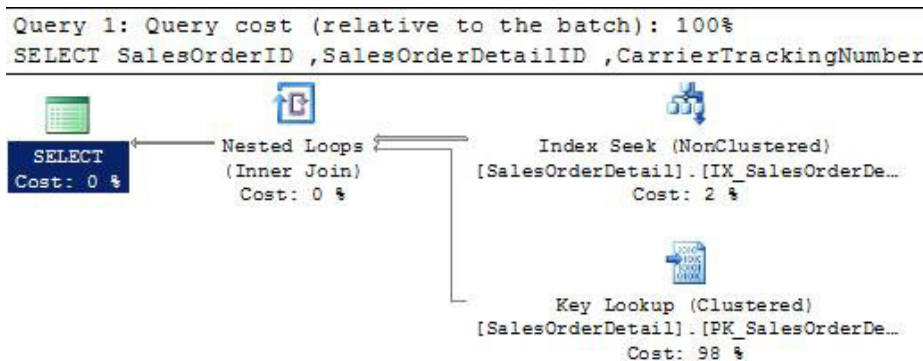 Query 1: Query cost (relative to the batch): 100%
SELECT SalesOrderID ,SalesOrderDetailID ,CarrierTrackingNumber
SELECT
Cost: 0 %
Nested Loops
(Inner Join)
Cost: 0 %
Index Seek (NonClustered)
[SalesOrderDetail].[IX_SalesOrderDe…
Cost: 2 %
Key Lookup (Clustered)
[SalesOrderDetail].[PK_SalesOrderDe…
Cost: 98 %